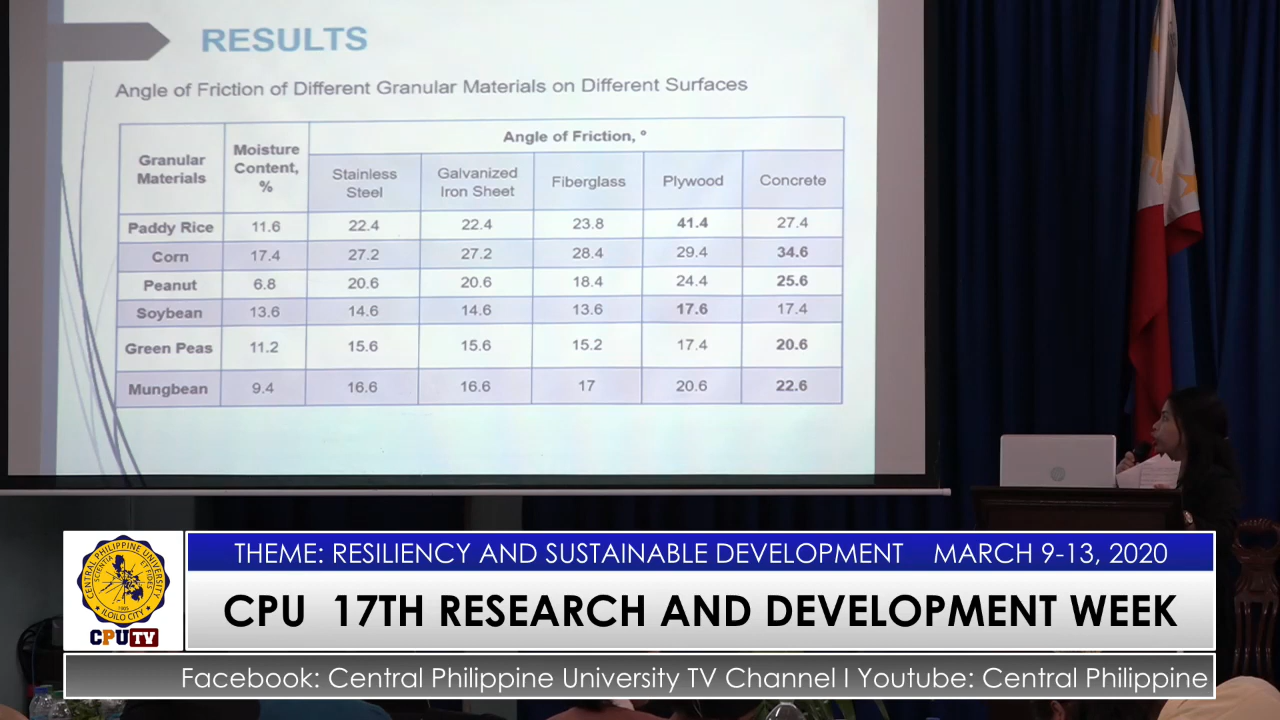 RESULTS
Angle of Friction of Different Granular Materials on Different Surfaces
Granular Materials | Moisture Content, % | Angle of Friction, °
Stainless Steel | Galvanized Iron Sheet | Fiberglass | Plywood | Concrete
Paddy Rice | 11.6 | 22.4 | 22.4 | 23.8 | 41.4 | 27.4
Corn | 17.4 | 27.2 | 27.2 | 28.4 | 29.4 | 34.6
Peanut | 6.8 | 20.6 | 20.6 | 18.4 | 24.4 | 25.6
Soybean | 13.6 | 14.6 | 14.6 | 13.6 | 17.6 | 17.4
Green Peas | 11.2 | 15.6 | 15.6 | 15.2 | 17.4 | 20.6
Mungbean | 9.4 | 16.6 | 16.6 | 17 | 20.6 | 22.6
CENTRAL PHILIPPINE UNIVERSITY
SCIENTIA ET FIDES
1905
ILOILO CITY
CPUTV
THEME: RESILIENCY AND SUSTAINABLE DEVELOPMENT MARCH 9-13, 2020
CPU 17TH RESEARCH AND DEVELOPMENT WEEK
Facebook: Central Philippine University TV Channel l Youtube: Central Philippine